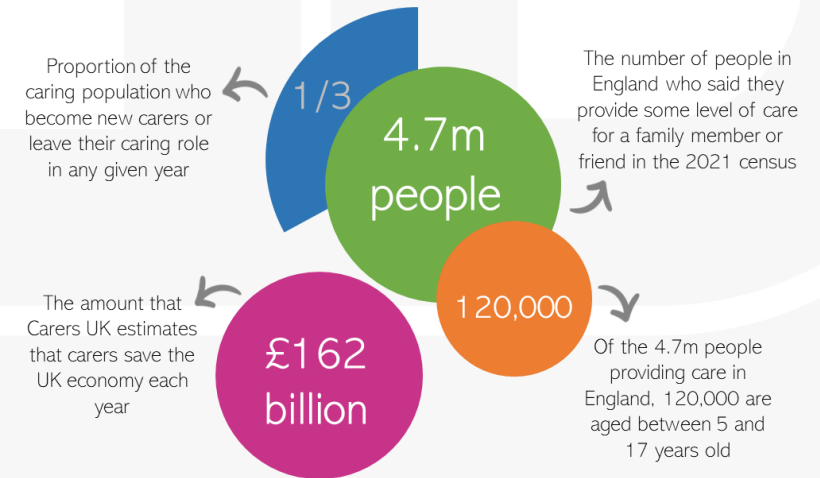 Proportion of the
caring population who
become new carers or
leave their caring role
in any given year
1/3
4.7m
people
The number of people in
England who said they
provide some level of care
for a family member or
friend in the 2021 census
120,000
Of the 4.7m people
providing care in
England, 120,000 are
aged between 5 and
17 years old
The amount that
Carers UK estimates
that carers save the
UK economy each
year
£162
billion